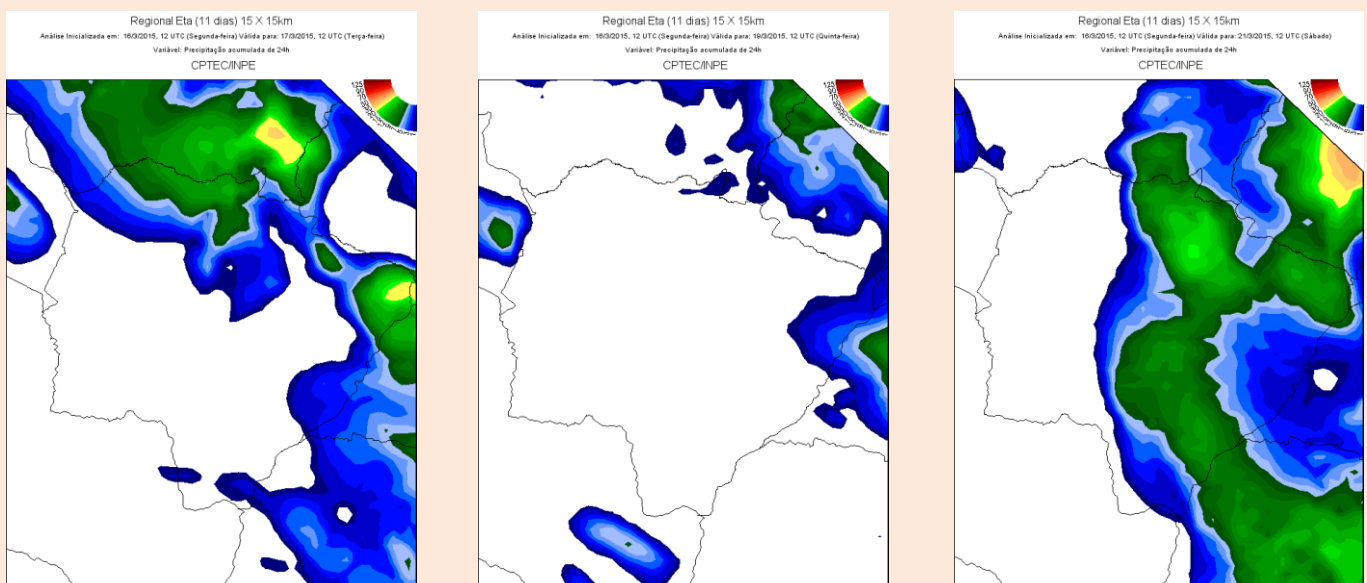 Regional Eta (11 dias) 15 X 15km
Análise Inicializada em: 16/3/2015, 12 UTC (Segunda-feira) Válida para: 17/3/2015, 12 UTC (Terça-feira)
Variável: Precipitação acumulada de 24h
CPTEC/INPE
Regional Eta (11 dias) 15 X 15km
Análise Inicializada em: 16/3/2015, 12 UTC (Segunda-feira) Válida para: 19/3/2015, 12 UTC (Quinta-feira)
Variável: Precipitação acumulada de 24h
CPTEC/INPE
Regional Eta (11 dias) 15 X 15km
Análise Inicializada em: 16/3/2015, 12 UTC (Segunda-feira) Válida para: 21/3/2015, 12 UTC (Sábado)
Variável: Precipitação acumulada de 24h
CPTEC/INPE